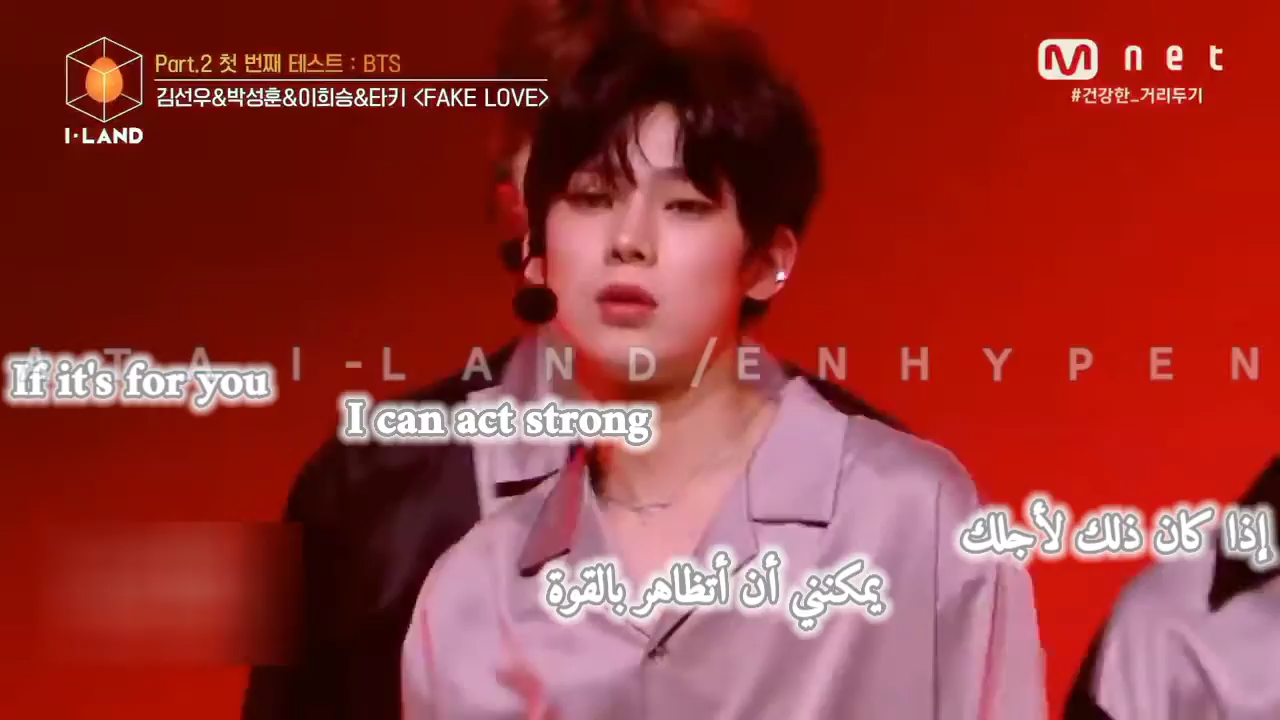 Part.2 첫 번째 테스트 : BTS
김선우&박성훈&이희승&타키 <FAKE LOVE>
I·LAND
Mnet
#건강한_거리두기
I-LAND/ENHYPEN
If it's for you
I can act strong
إذا كان ذلك لأجلك
يمكنني أن أتظاهر بالقوة